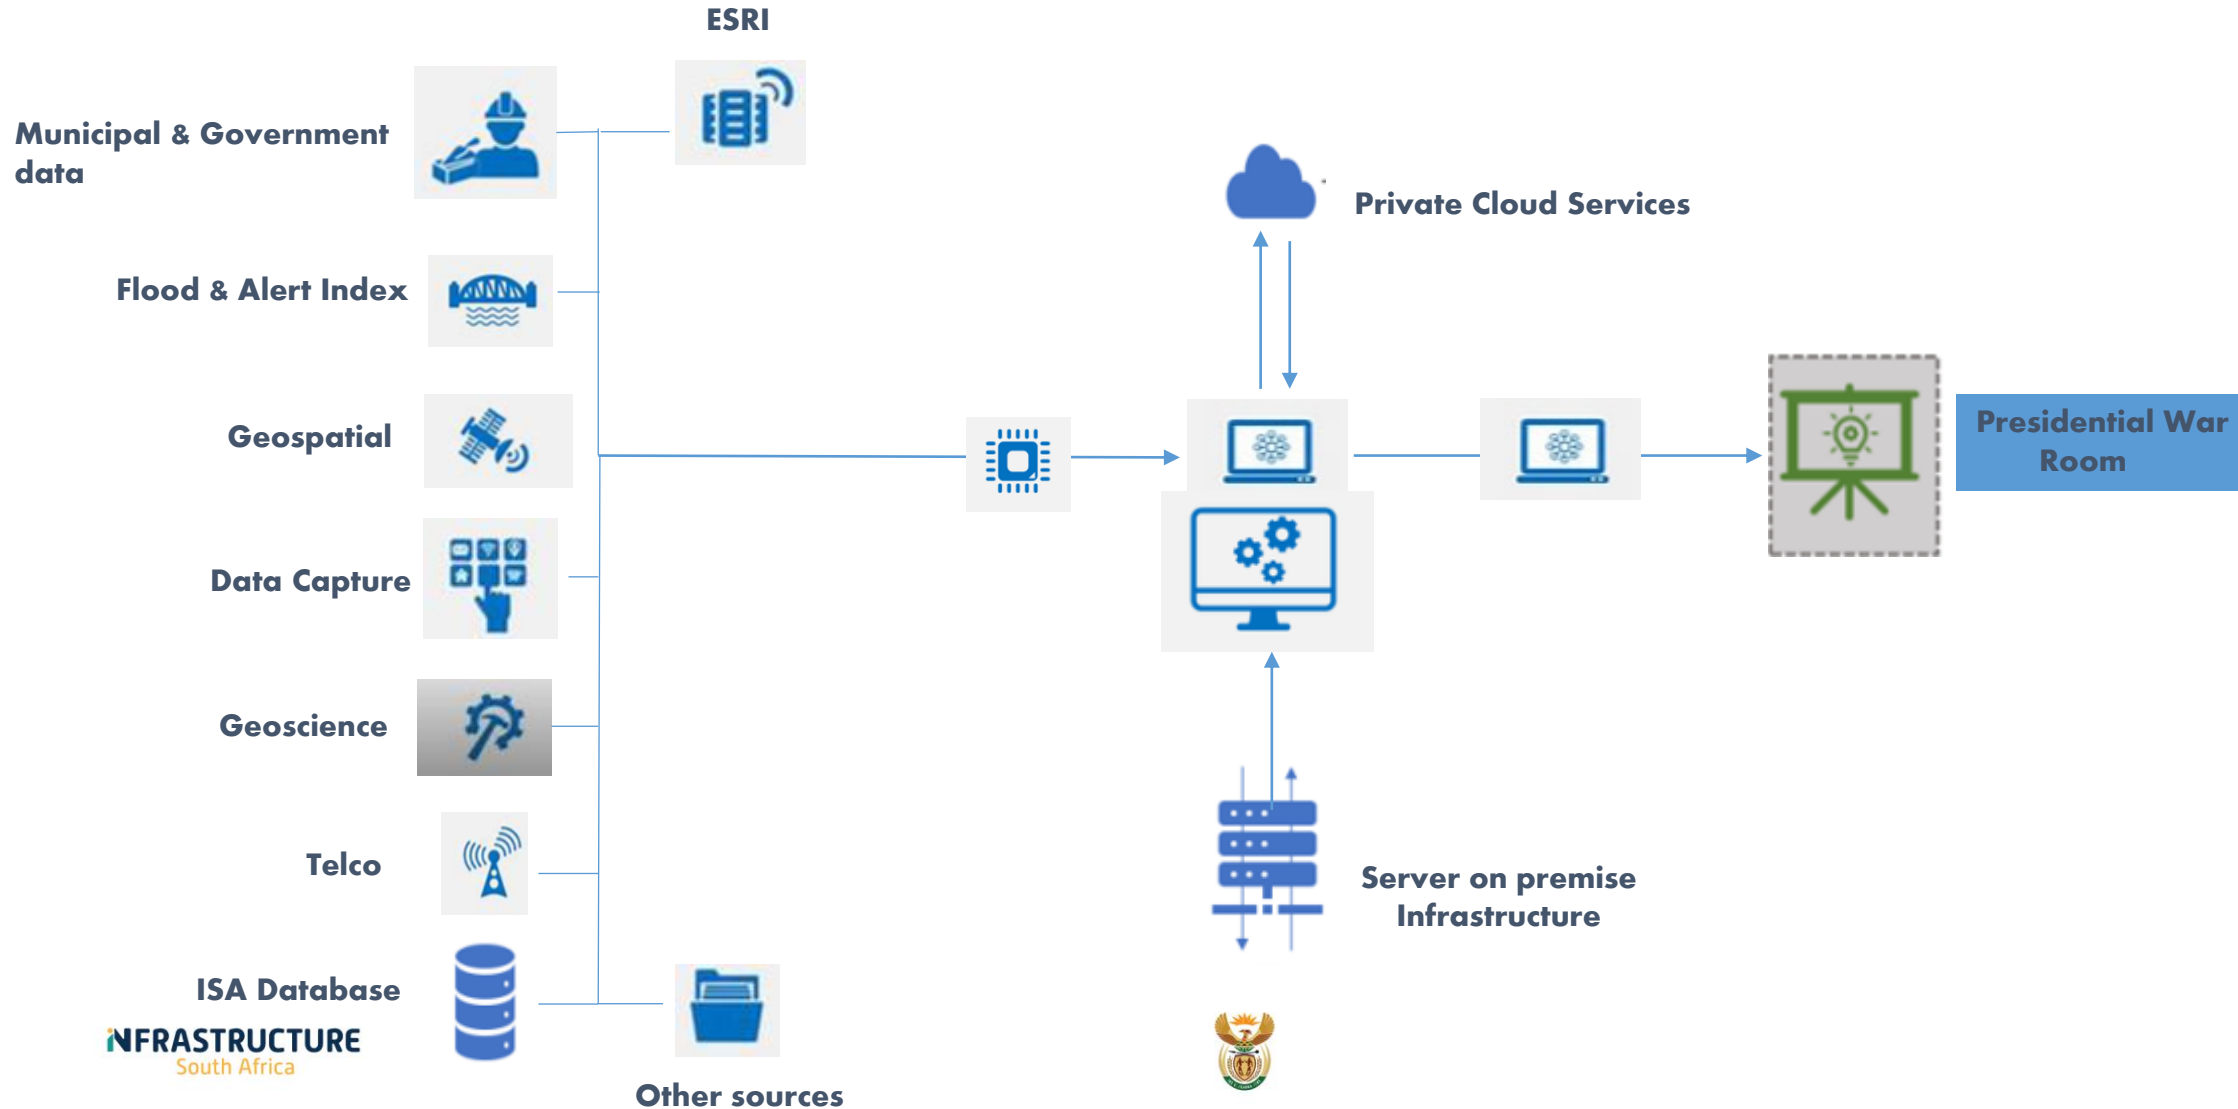 ESRI
Municipal & Government
data
Flood & Alert Index
Geospatial
Data Capture
Geoscience
Telco
ISA Database
iNFRASTRUCTURE
South Africa
Other sources
Private Cloud Services
Server on premise
Infrastructure
Presidential War
Room